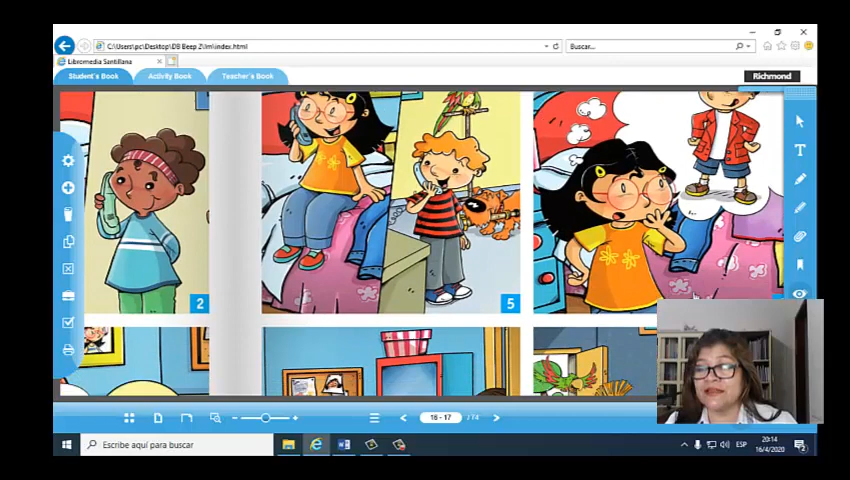 C:\Users\pc\Desktop\DB Beep 2\lm\index.html
Buscar...
Libromedia Santillana
Student's Book
Activity Book
Teacher's Book
Richmond
T
2
5
16 - 17
Escribe aquí para buscar
ESP
20:14
16/4/2020
2